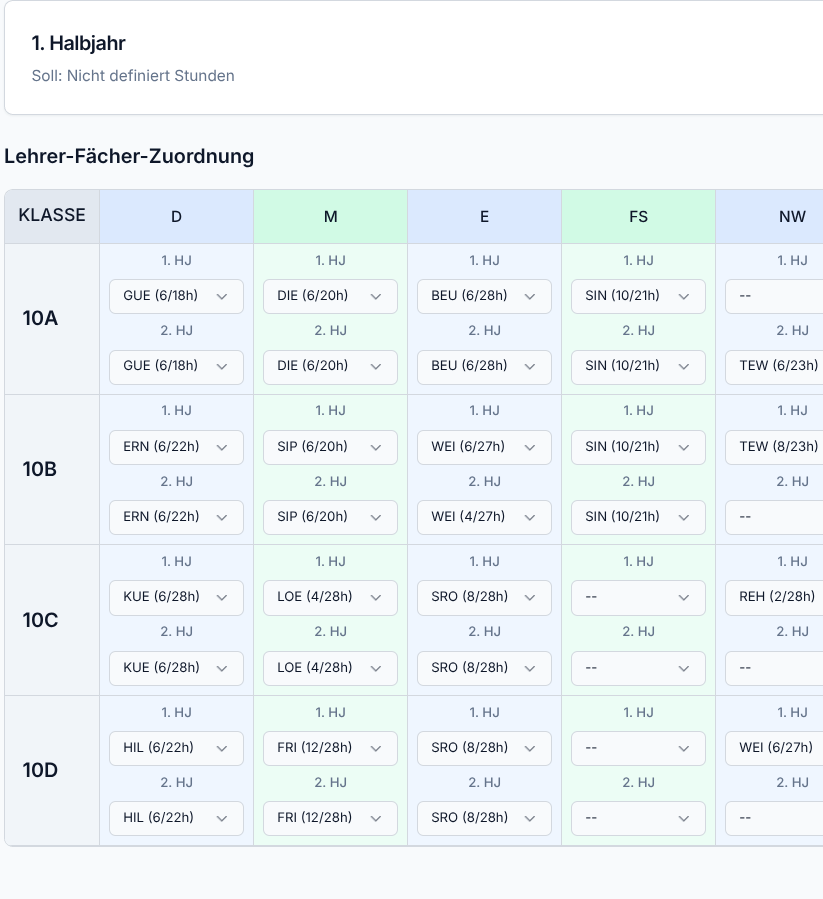 1. Halbjahr
Soll: Nicht definiert Stunden
Lehrer-Fächer-Zuordnung
KLASSE D M E FS NW
1. HJ 1. HJ 1. HJ 1. HJ 1. HJ
GUE (6/18h) DIE (6/20h) BEU (6/28h) SIN (10/21h) --
10A
2. HJ 2. HJ 2. HJ 2. HJ 2. HJ
GUE (6/18h) DIE (6/20h) BEU (6/28h) SIN (10/21h) TEW (6/23h)
1. HJ 1. HJ 1. HJ 1. HJ 1. HJ
ERN (6/22h) SIP (6/20h) WEI (6/27h) SIN (10/21h) TEW (8/23h)
10B
2. HJ 2. HJ 2. HJ 2. HJ 2. HJ
ERN (6/22h) SIP (6/20h) WEI (4/27h) SIN (10/21h) --
1. HJ 1. HJ 1. HJ 1. HJ 1. HJ
KUE (6/28h) LOE (4/28h) SRO (8/28h) -- REH (2/28h)
10C
2. HJ 2. HJ 2. HJ 2. HJ 2. HJ
KUE (6/28h) LOE (4/28h) SRO (8/28h) -- --
1. HJ 1. HJ 1. HJ 1. HJ 1. HJ
HIL (6/22h) FRI (12/28h) SRO (8/28h) -- WEI (6/27h)
10D
2. HJ 2. HJ 2. HJ 2. HJ 2. HJ
HIL (6/22h) FRI (12/28h) SRO (8/28h) -- --